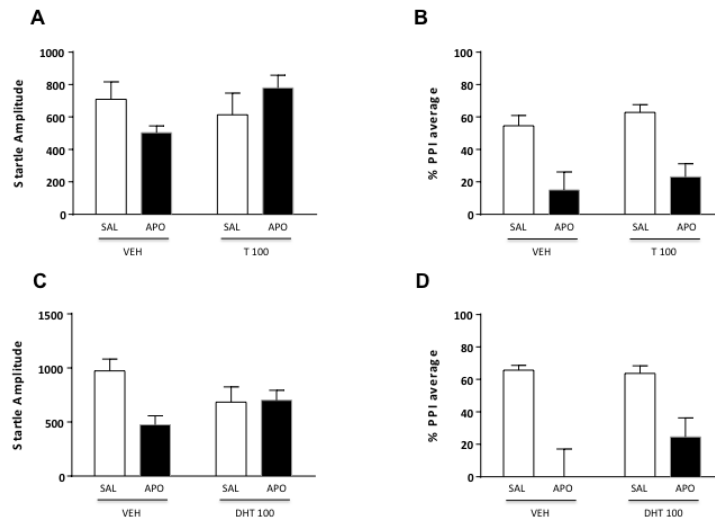 A
Startle Amplitude
1000
800
600
400
200
0
SAL APO SAL APO
VEH T 100
B
% PPI average
100
80
60
40
20
0
SAL APO SAL APO
VEH T 100
C
Startle Amplitude
1500
1000
500
0
SAL APO SAL APO
VEH DHT 100
D
% PPI average
100
80
60
40
20
0
SAL APO SAL APO
VEH DHT 100